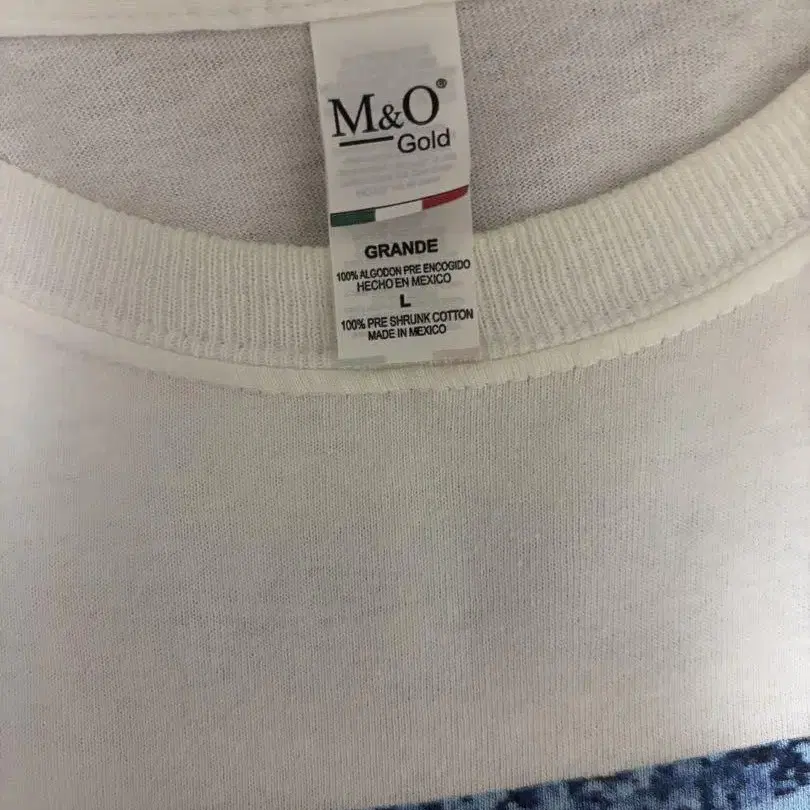 M&O®
Gold
GRANDE
100% ALGODON PRE ENCOGIDO
HECHO EN MEXICO
L
100% PRE SHRUNK COTTON
MADE IN MEXICO